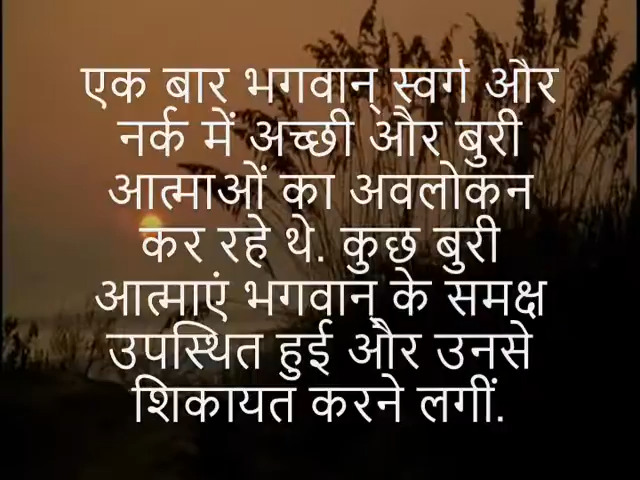 एक बार भगवान् स्वर्ग और
नर्क में अच्छी और बुरी
आत्माओं का अवलोकन
कर रहे थे. कुछ बुरी
आत्माएं भगवान् के समक्ष
उपस्थित हुई और उनसे
शिकायत करने लगीं.